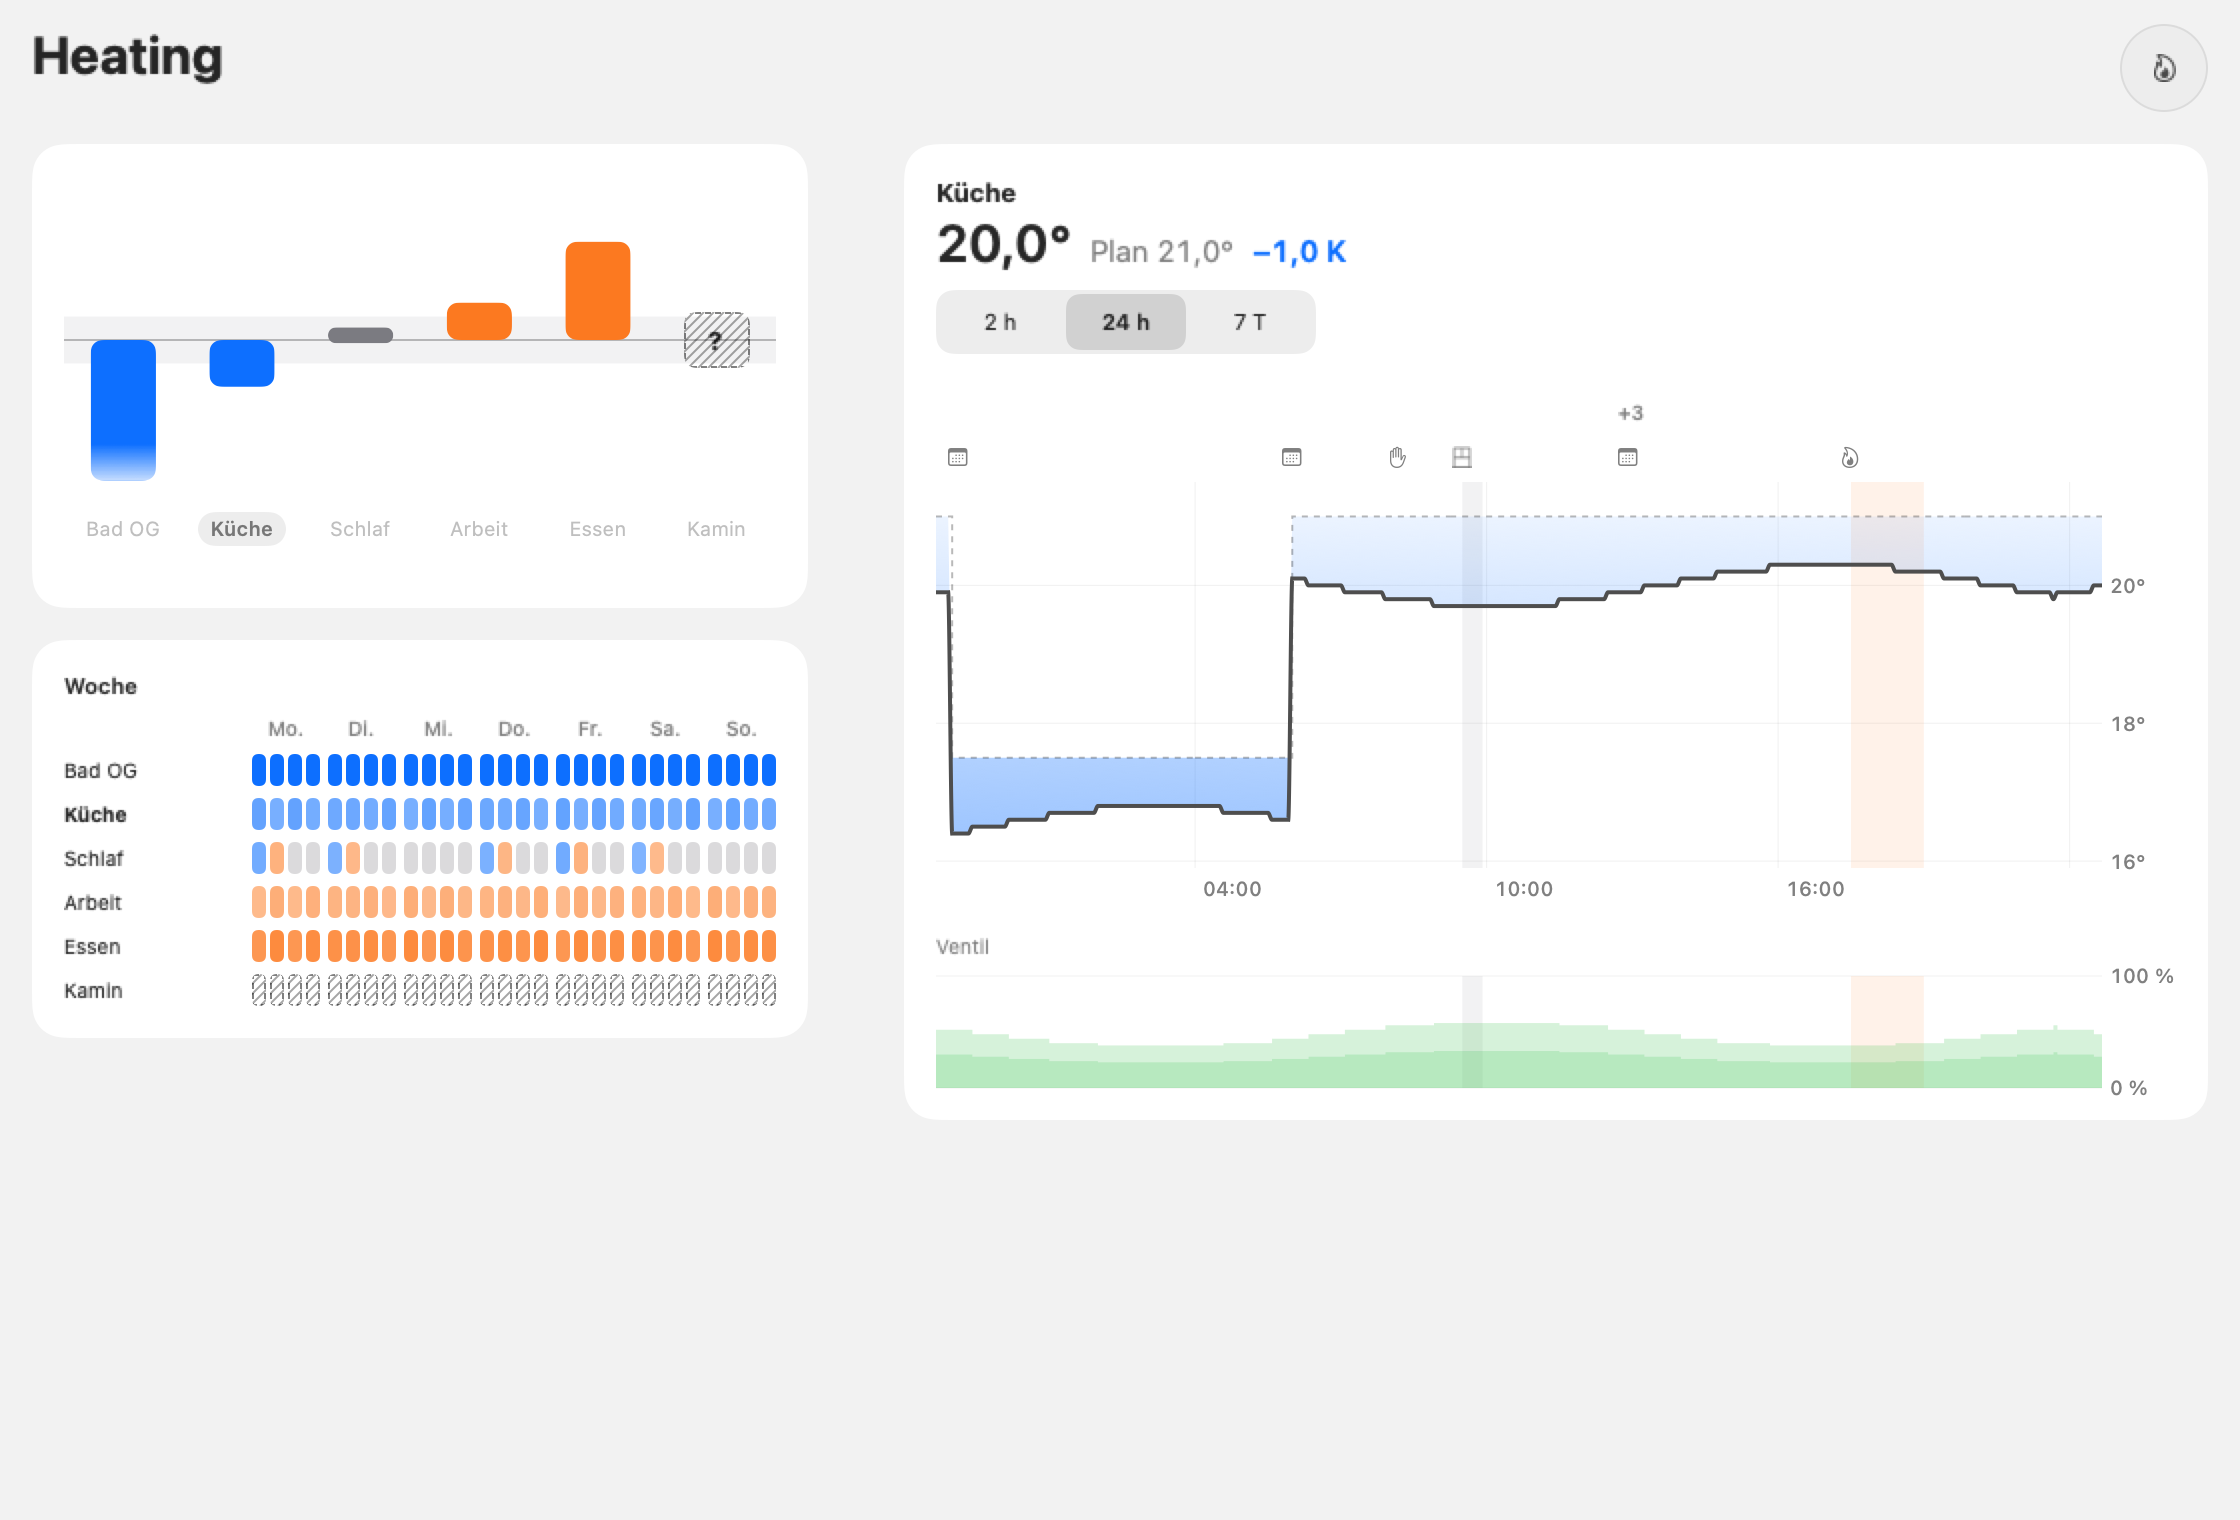 Heating
?
Bad OG Küche Schlaf Arbeit Essen Kamin
Woche
Mo. Di. Mi. Do. Fr. Sa. So.
Bad OG
Küche
Schlaf
Arbeit
Essen
Kamin
Küche
20,0° Plan 21,0° −1,0 K
2 h 24 h 7 T
+3
20°
18°
16°
04:00 10:00 16:00
Ventil
100 %
0 %